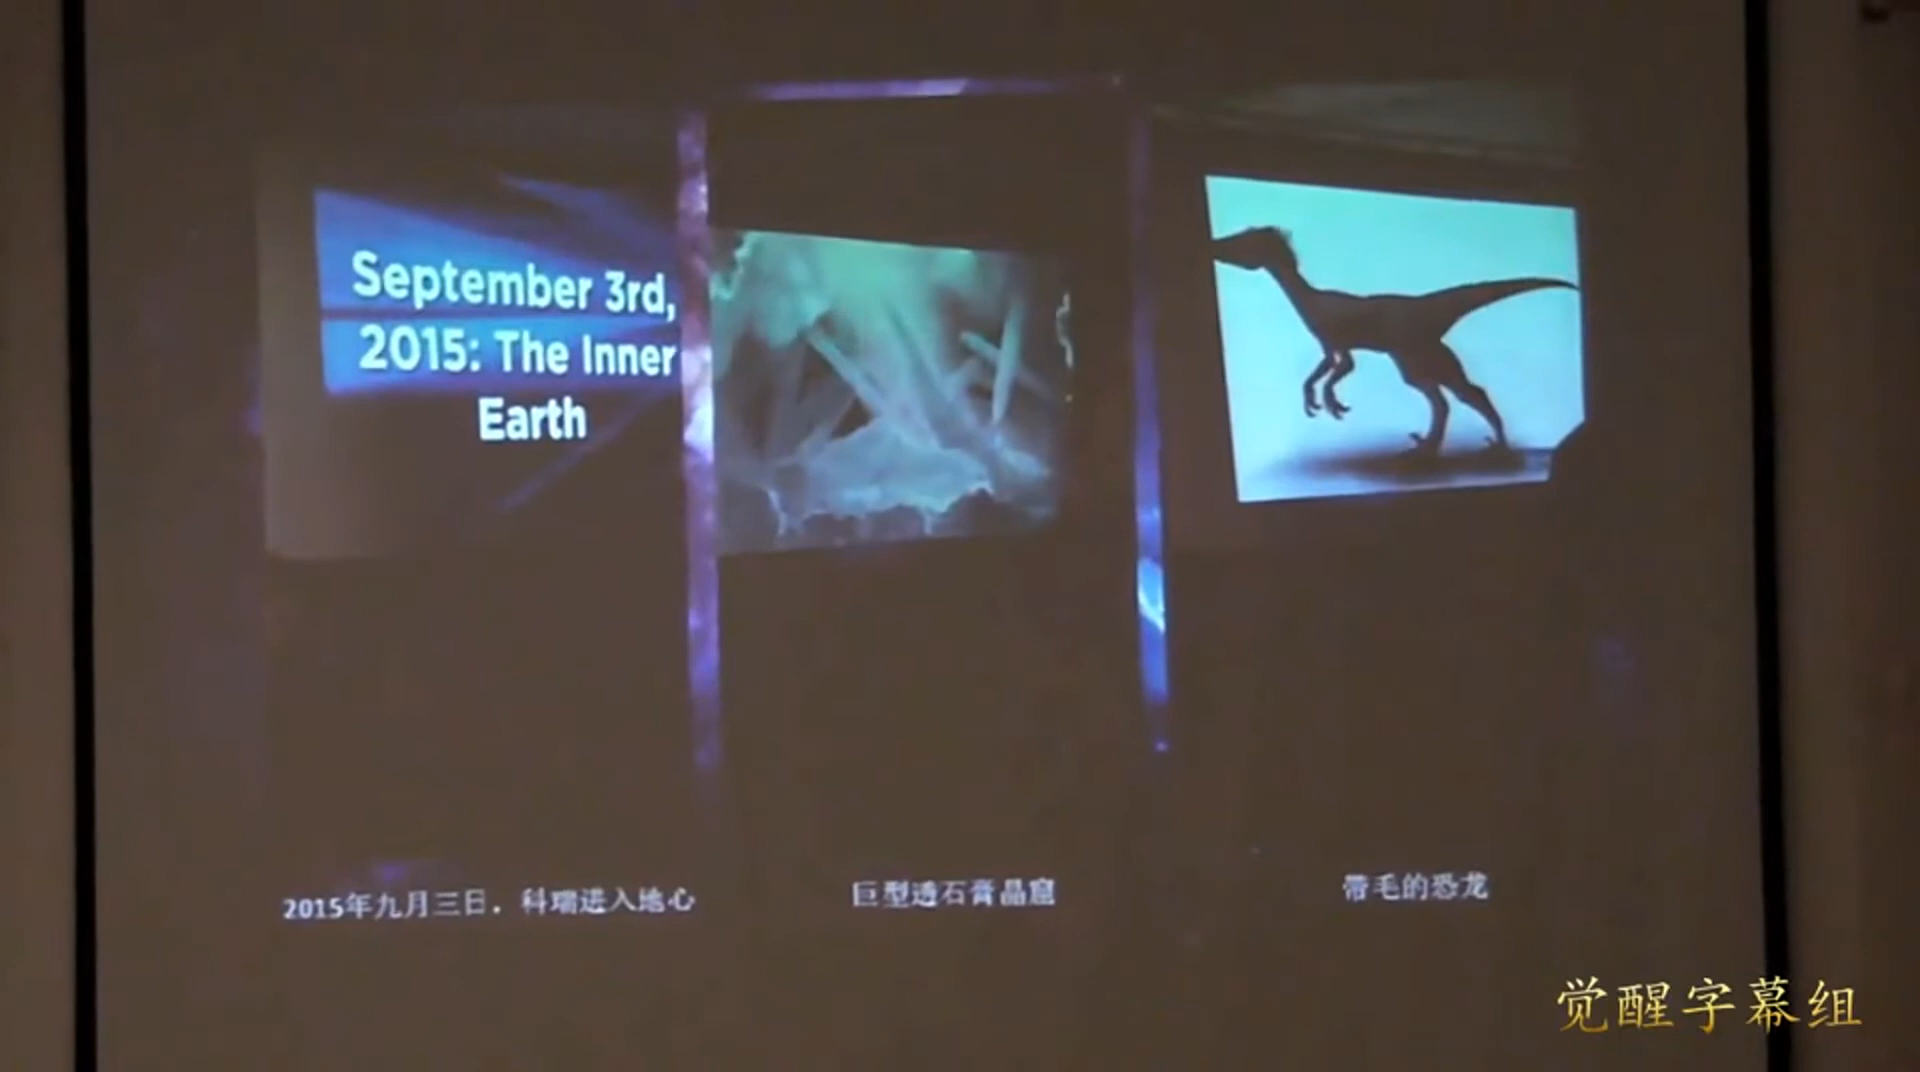 September 3rd,
2015: The Inner
Earth
2015年九月三日. 科瑞进入地心
巨型透石膏晶窟
带毛的恐龙
觉醒字幕组